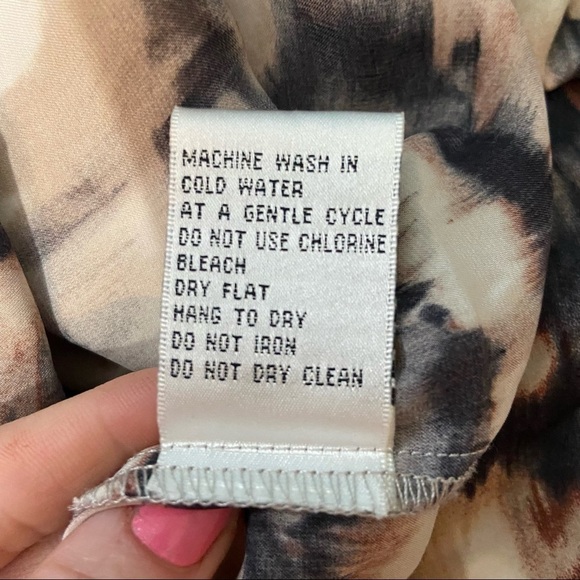 MACHINE WASH IN
COLD WATER
AT A GENTLE CYCLE
DO NOT USE CHLORINE
BLEACH
DRY FLAT
HANG TO DRY
DO NOT IRON
DO NOT DRY CLEAN